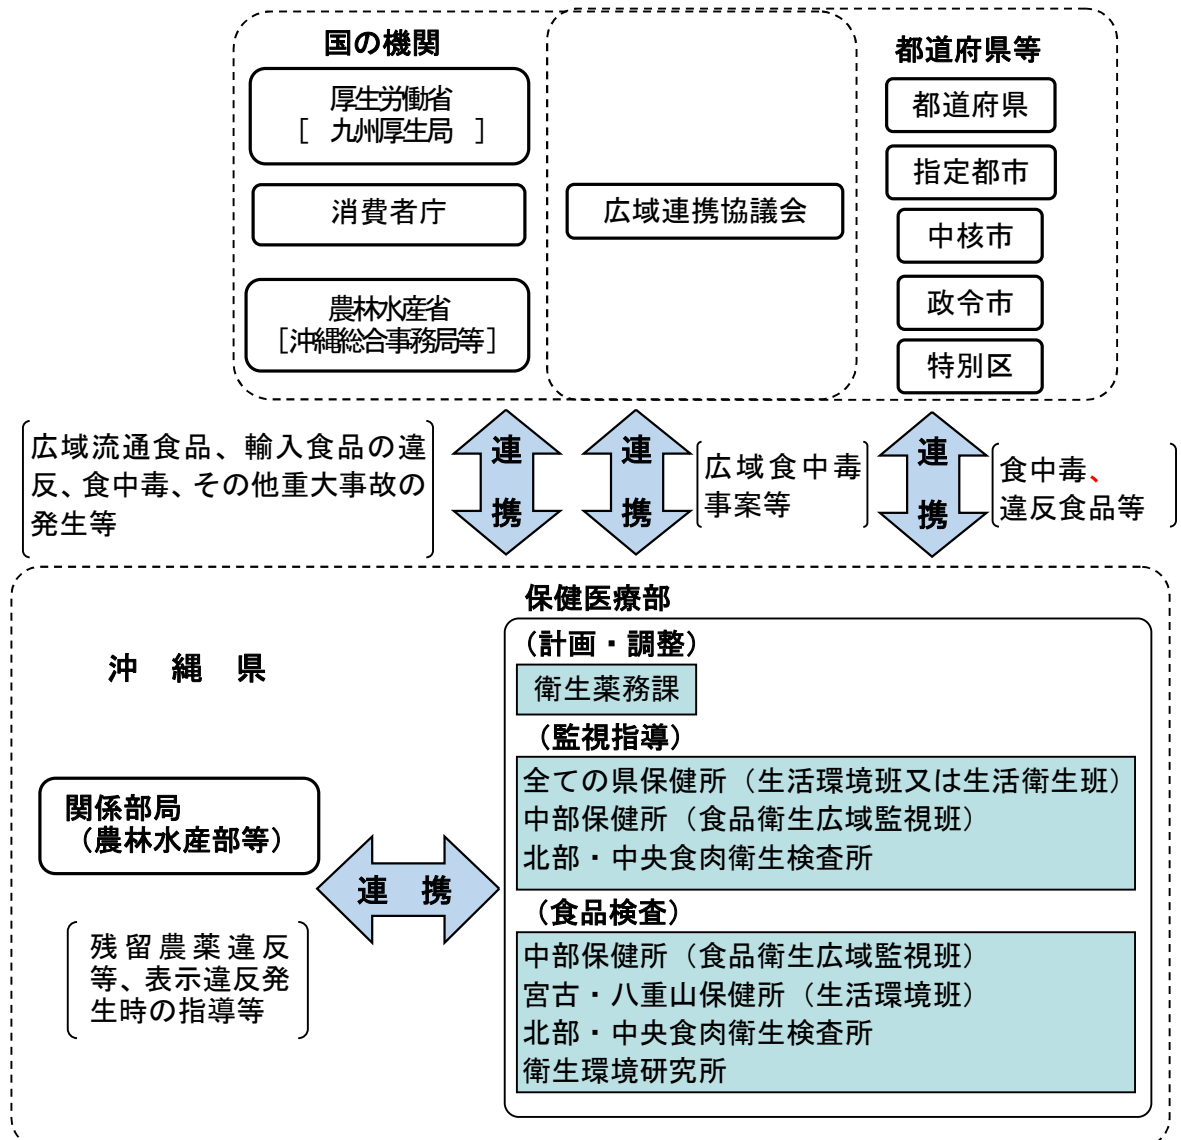 国の機関
厚生労働省
［　九州厚生局　］
消費者庁
農林水産省
［沖縄総合事務局等］
広域連携協議会
都道府県等
都道府県
指定都市
中核市
政令市
特別区
広域流通食品、輸入食品の違
反、食中毒、その他重大事故の
発生等
連
携
連
携
広域食中毒
事案等
連
携
食中毒、
違反食品等
沖　縄　県
関係部局
（農林水産部等）
連　携
残留農薬違反
等、表示違反発
生時の指導等
保健医療部
（計画・調整）
衛生薬務課
（監視指導）
全ての県保健所（生活環境班又は生活衛生班）
中部保健所（食品衛生広域監視班）
北部・中央食肉衛生検査所
（食品検査）
中部保健所（食品衛生広域監視班）
宮古・八重山保健所（生活環境班）
北部・中央食肉衛生検査所
衛生環境研究所